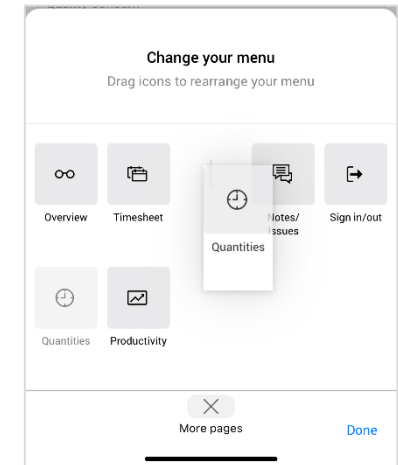 Change your menu
Drag icons to rearrange your menu
Overview
Timesheet
Quantities
Notes/
Issues
Sign in/out
Quantities
Productivity
More pages
Done